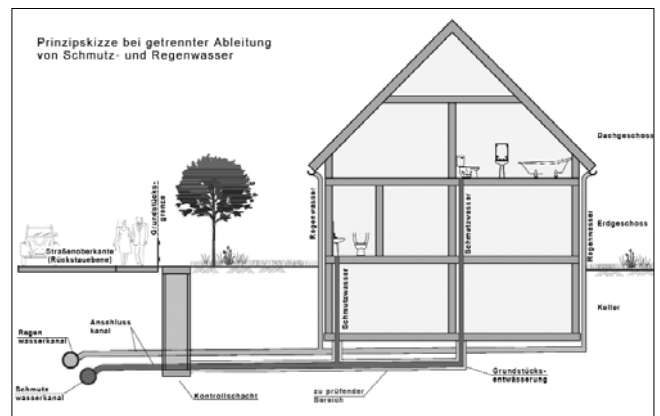 Prinzipskizze bei getrennter Ableitung
von Schmutz- und Regenwasser
Dachgeschoss
Grundstücks-
grenze
Regenwasser
Schmutzwasser
Regenwasser
Erdgeschoss
Straßenoberkante
(Rückstauebene)
Schmutzwasser
Keller
Anschluss
kanal
Regen
wasserkanal
Schmutz
wasserkanal
Kontrollschacht
zu prüfender
Bereich
Grundstücks-
entwässerung